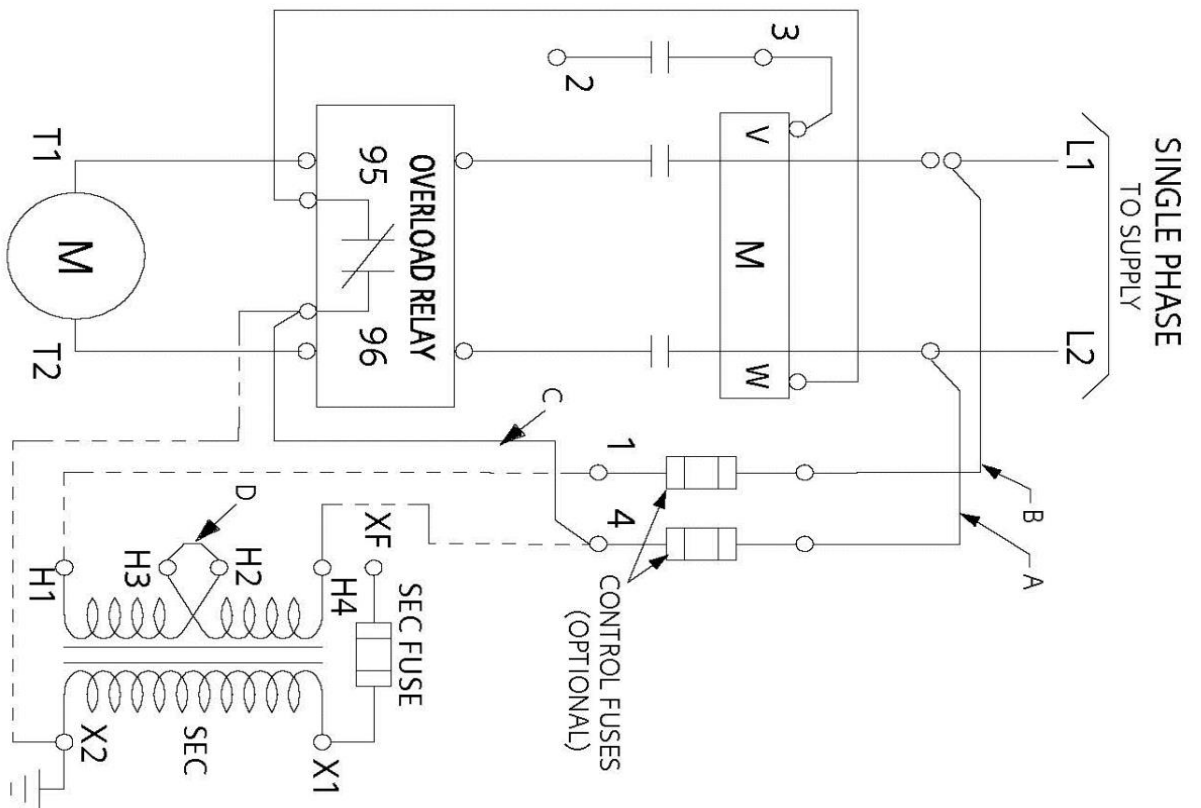 SINGLE PHASE
TO SUPPLY
L1
L2
3
2
V
M
W
OVERLOAD RELAY
95
96
T1
M
T2
A
B
C
D
1
4
CONTROL FUSES
(OPTIONAL)
XF
SEC FUSE
H1
H3
H2
H4
SEC
X2
X1